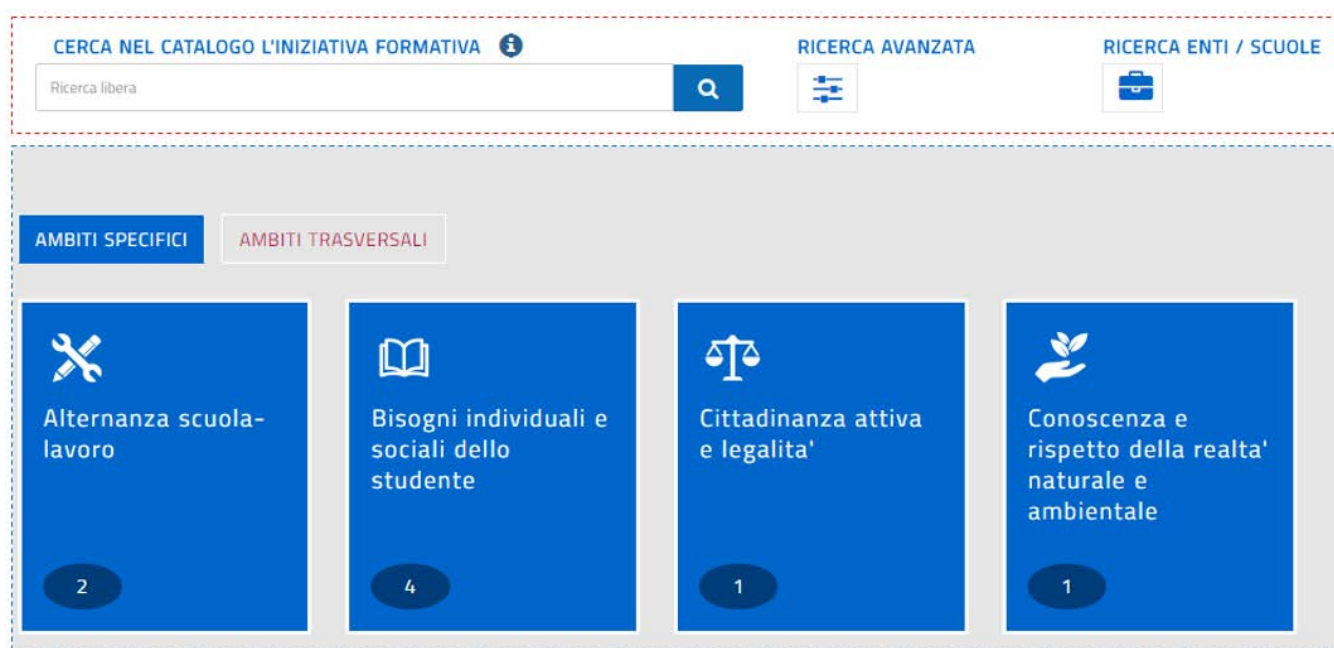 CERCA NEL CATALOGO L'INIZIATIVA FORMATIVA
RICERCA AVANZATA
RICERCA ENTI / SCUOLE
Ricerca libera
AMBITI SPECIFICI
AMBITI TRASVERSALI
Alternanza scuola-
lavoro
2
Bisogni individuali e
sociali dello
studente
4
Cittadinanza attiva
e legalita'
1
Conoscenza e
rispetto della realta'
naturale e
ambientale
1